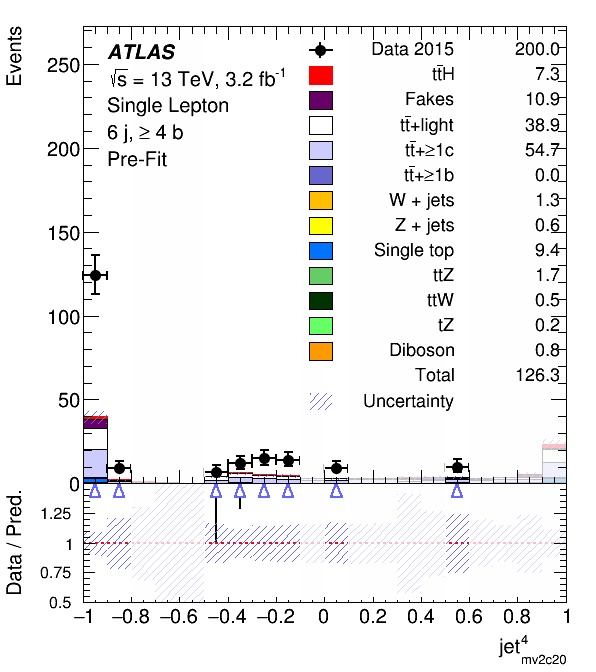 Events
ATLAS
√s = 13 TeV, 3.2 fb⁻¹
Single Lepton
6 j, ≥ 4 b
Pre-Fit
Data 2015 200.0
tt̄H 7.3
Fakes 10.9
tt̄+light 38.9
tt̄+≥1c 54.7
tt̄+≥1b 0.0
W + jets 1.3
Z + jets 0.6
Single top 9.4
ttZ 1.7
ttW 0.5
tZ 0.2
Diboson 0.8
Total 126.3
Uncertainty
250
200
150
100
50
0
Data / Pred.
1.25
1
0.75
0.5
−1 −0.8 −0.6 −0.4 −0.2 0 0.2 0.4 0.6 0.8 1
jet⁴mv2c20